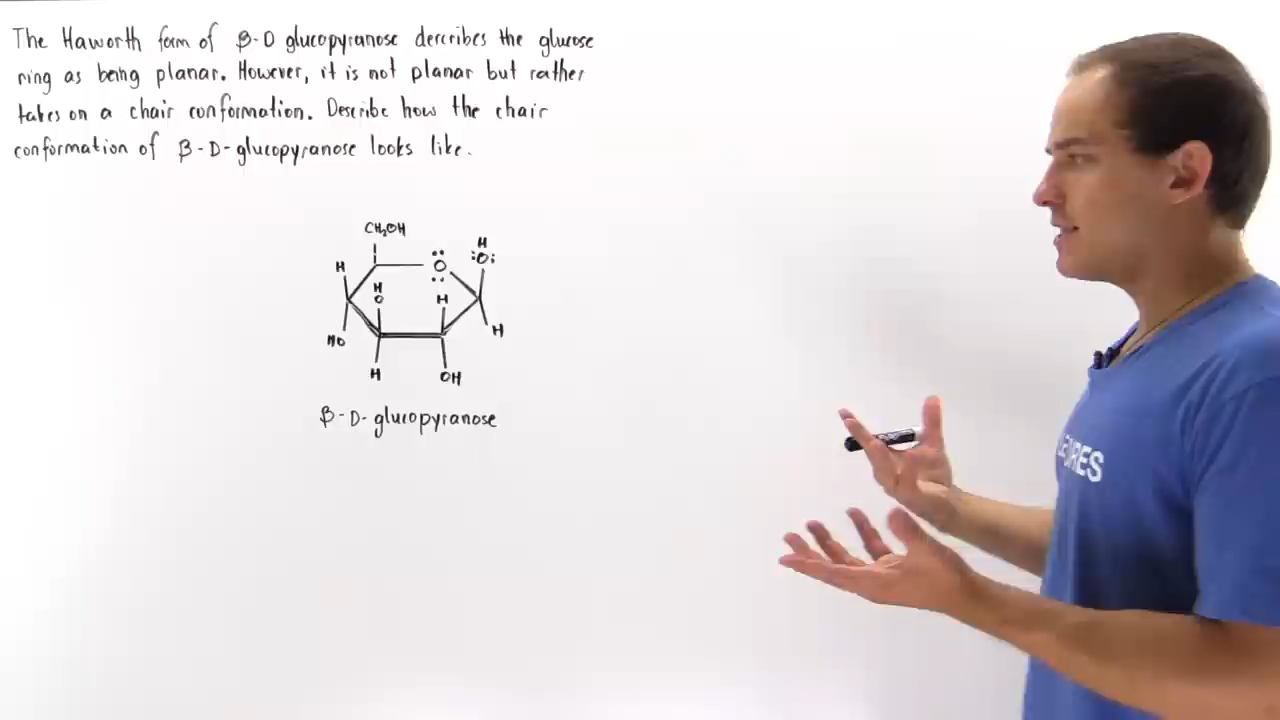 The Haworth form of β-D glucopyranose describes the glucose
ring as being planar. However, it is not planar but rather
takes on a chair conformation. Describe how the chair
conformation of β-D-glucopyranose looks like.
CH₂OH
H
:O:
H
O
H
O
H
H
HO
H
H
OH
β-D-glucopyranose